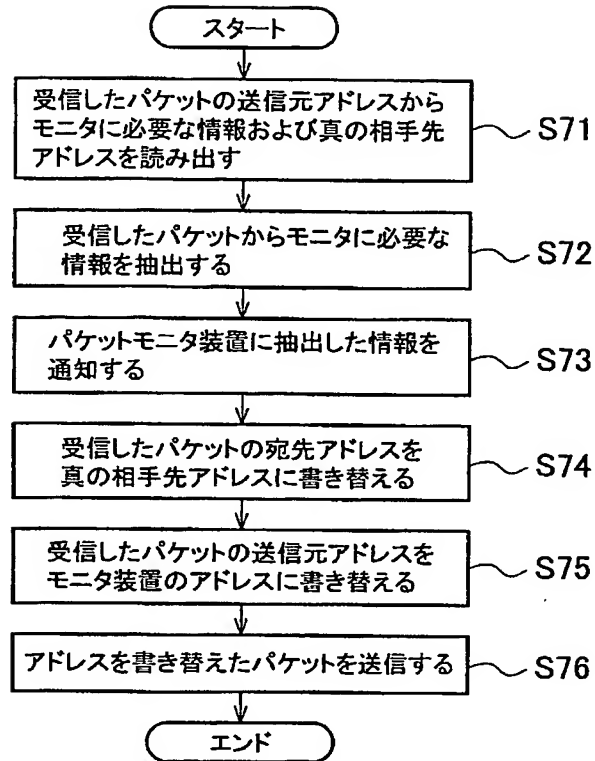 スタート
受信したパケットの送信元アドレスから
モニタに必要な情報および真の相手先
アドレスを読み出す
S71
受信したパケットからモニタに必要な
情報を抽出する
S72
パケットモニタ装置に抽出した情報を
通知する
S73
受信したパケットの宛先アドレスを
真の相手先アドレスに書き替える
S74
受信したパケットの送信元アドレスを
モニタ装置のアドレスに書き替える
S75
アドレスを書き替えたパケットを送信する
S76
エンド